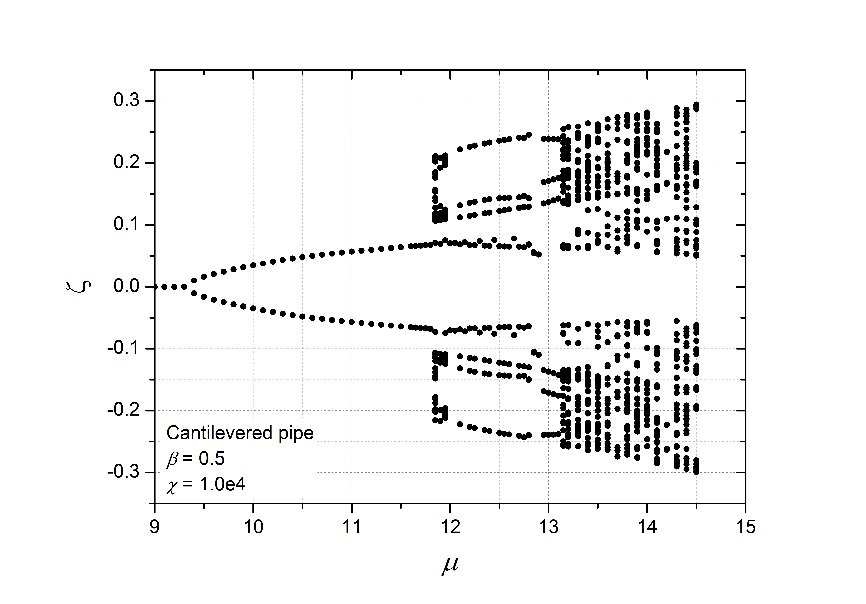 0.3
0.2
0.1
0.0
-0.1
-0.2
-0.3
ζ
Cantilevered pipe
β = 0.5
χ = 1.0e4
9 10 11 12 13 14 15
μ